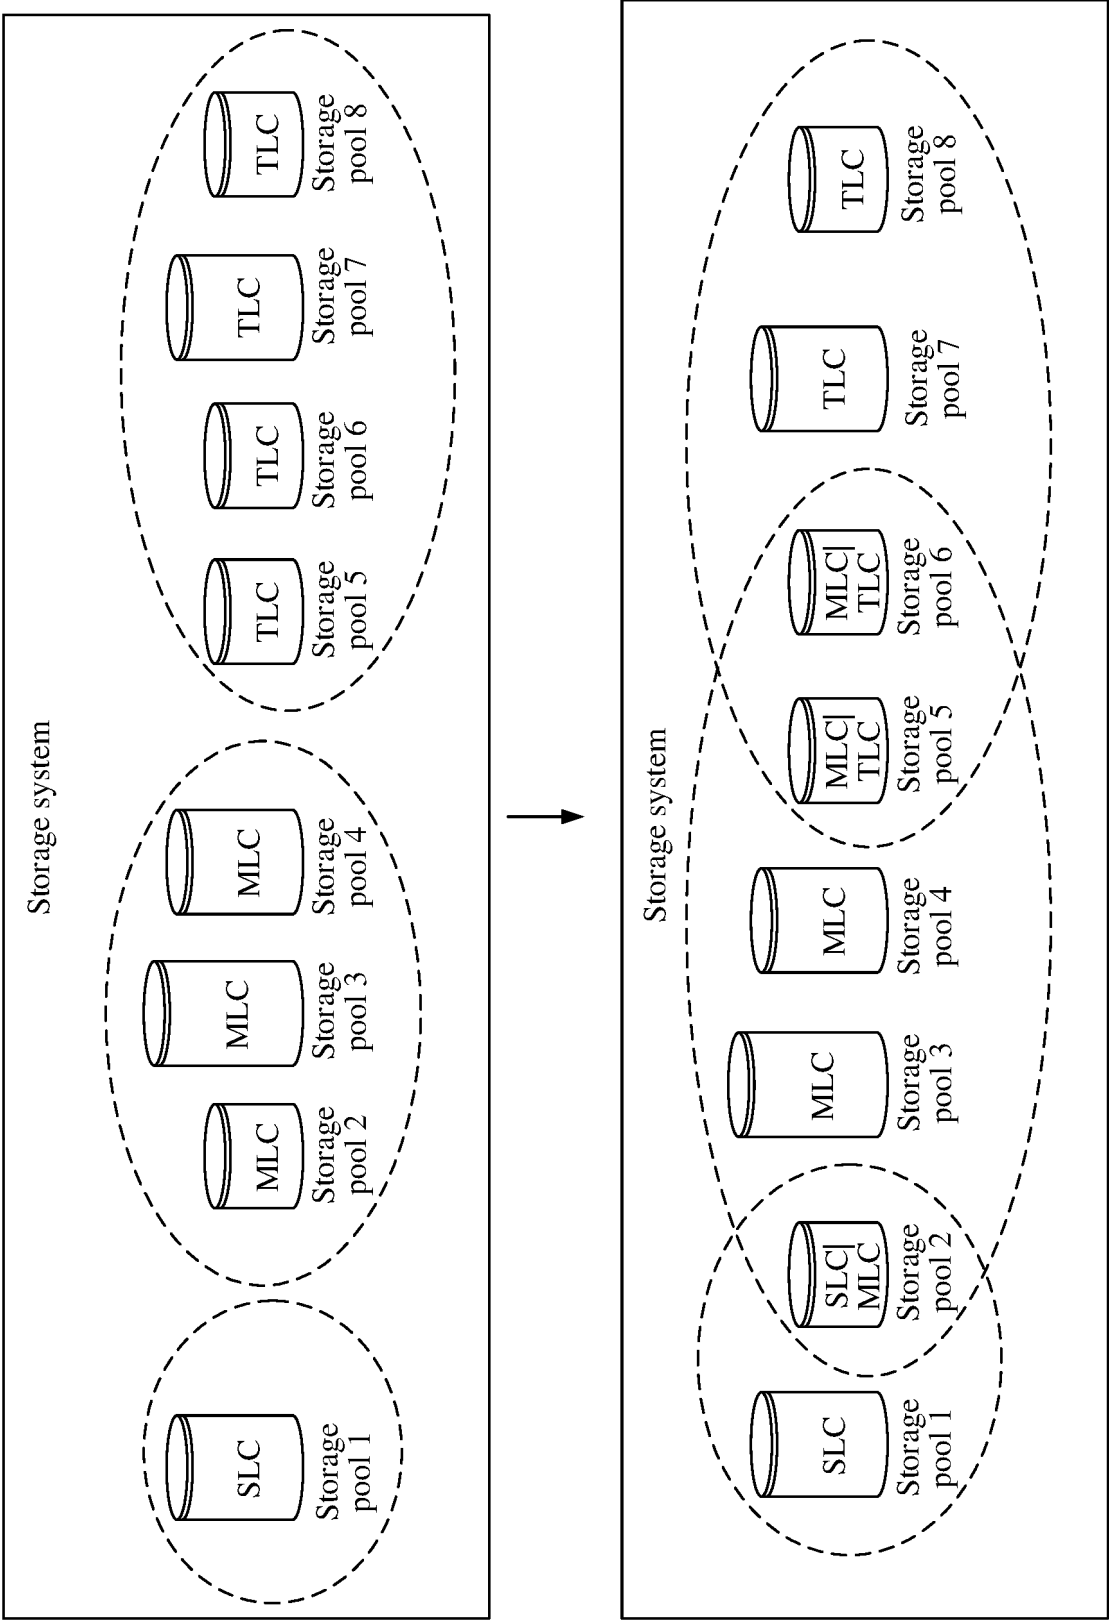 Storage system
SLC
Storage
pool 1
MLC
Storage
pool 2
MLC
Storage
pool 3
MLC
Storage
pool 4
TLC
Storage
pool 5
TLC
Storage
pool 6
TLC
Storage
pool 7
TLC
Storage
pool 8
Storage system
SLC
Storage
pool 1
SLC|
MLC
Storage
pool 2
MLC
Storage
pool 3
MLC
Storage
pool 4
MLC|
TLC
Storage
pool 5
MLC|
TLC
Storage
pool 6
TLC
Storage
pool 7
TLC
Storage
pool 8